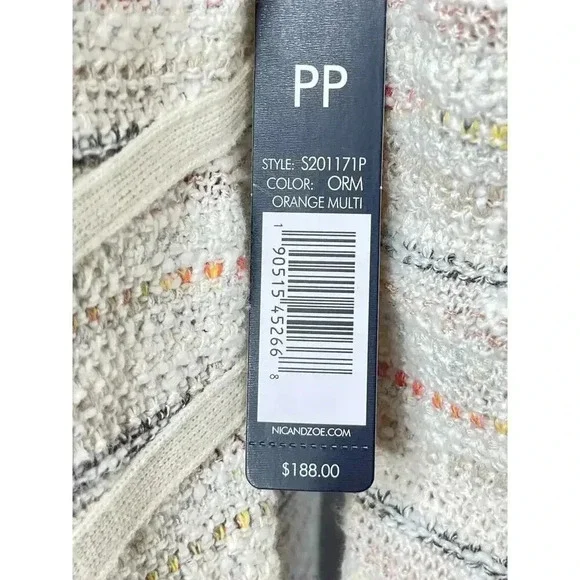 PP
STYLE: S201171P
COLOR: ORM
ORANGE MULTI
1 90515 45266 8
NICANDZOE.COM
$188.00